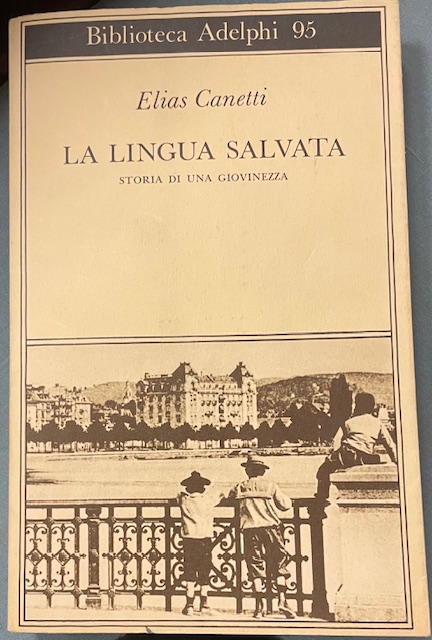 Biblioteca Adelphi 95
Elias Canetti
LA LINGUA SALVATA
STORIA DI UNA GIOVINEZZA